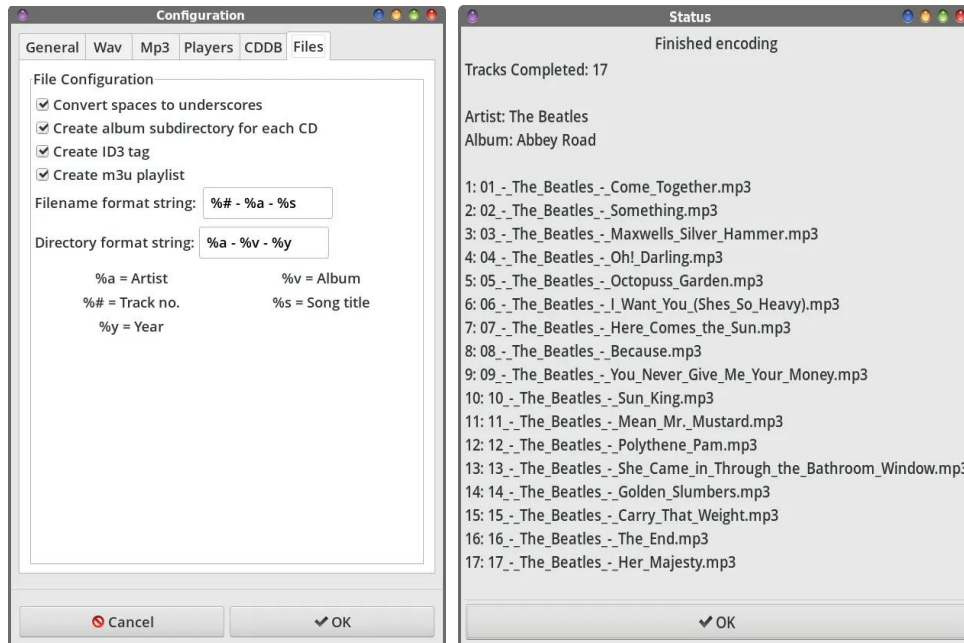 Configuration
General Wav Mp3 Players CDDB Files
File Configuration
Convert spaces to underscores
Create album subdirectory for each CD
Create ID3 tag
Create m3u playlist
Filename format string: %# - %a - %s
Directory format string: %a - %v - %y
%a = Artist %v = Album
%# = Track no. %s = Song title
%y = Year
Cancel OK
Status
Finished encoding
Tracks Completed: 17
Artist: The Beatles
Album: Abbey Road
1: 01_-_The_Beatles_-_Come_Together.mp3
2: 02_-_The_Beatles_-_Something.mp3
3: 03_-_The_Beatles_-_Maxwells_Silver_Hammer.mp3
4: 04_-_The_Beatles_-_Oh!_Darling.mp3
5: 05_-_The_Beatles_-_Octopuss_Garden.mp3
6: 06_-_The_Beatles_-_I_Want_You_(Shes_So_Heavy).mp3
7: 07_-_The_Beatles_-_Here_Comes_the_Sun.mp3
8: 08_-_The_Beatles_-_Because.mp3
9: 09_-_The_Beatles_-_You_Never_Give_Me_Your_Money.mp3
10: 10_-_The_Beatles_-_Sun_King.mp3
11: 11_-_The_Beatles_-_Mean_Mr._Mustard.mp3
12: 12_-_The_Beatles_-_Polythene_Pam.mp3
13: 13_-_The_Beatles_-_She_Came_in_Through_the_Bathroom_Window.mp3
14: 14_-_The_Beatles_-_Golden_Slumbers.mp3
15: 15_-_The_Beatles_-_Carry_That_Weight.mp3
16: 16_-_The_Beatles_-_The_End.mp3
17: 17_-_The_Beatles_-_Her_Majesty.mp3
OK